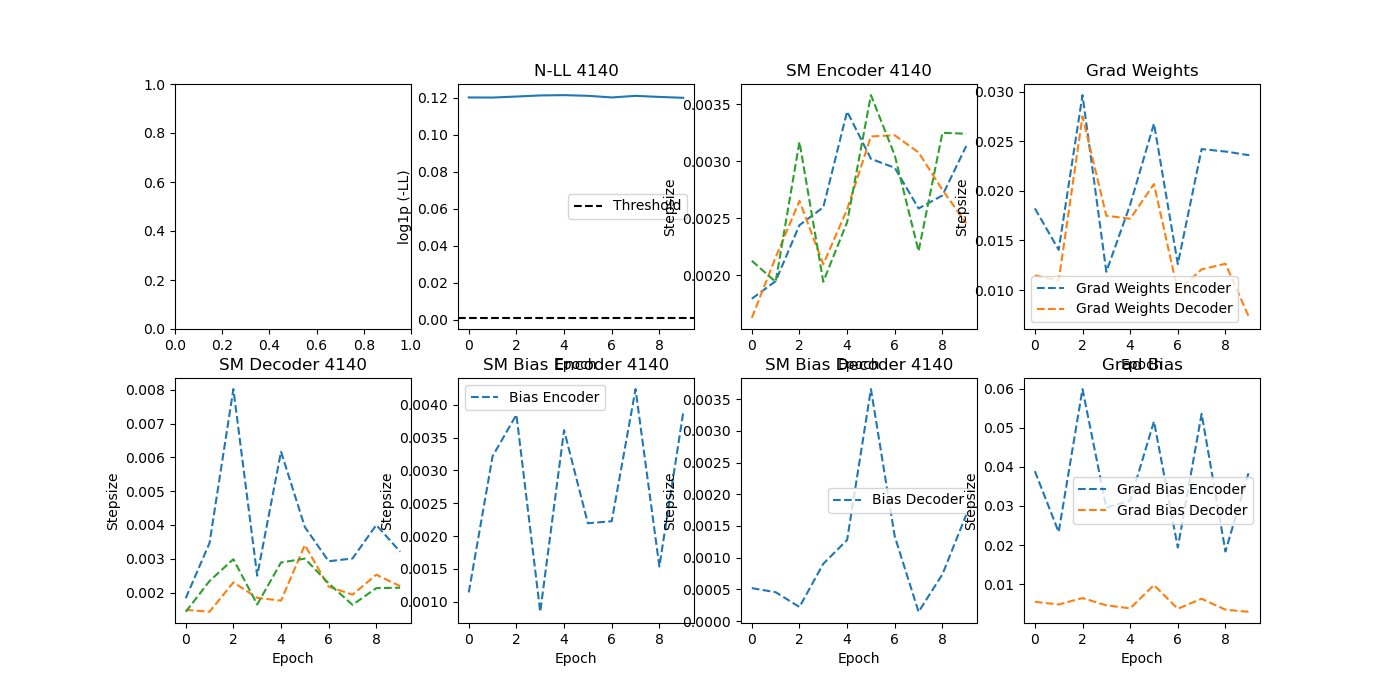 N-LL 4140
SM Encoder 4140
Grad Weights
1.0
0.8
0.6
0.4
0.2
0.0
0.0 0.2 0.4 0.6 0.8 1.0
log1p (-LL)
0.12
0.10
0.08
0.06
0.04
0.02
0.00
Threshold
0 2 4 6 8
Epoch
Stepsize
0.0035
0.0030
0.0025
0.0020
0 2 4 6 8
Epoch
Stepsize
0.030
0.025
0.020
0.015
0.010
Grad Weights Encoder
Grad Weights Decoder
0 2 4 6 8
Epoch
SM Decoder 4140
SM Bias Encoder 4140
SM Bias Decoder 4140
Grad Bias
Stepsize
0.008
0.007
0.006
0.005
0.004
0.003
0.002
0 2 4 6 8
Epoch
Stepsize
0.0040
0.0035
0.0030
0.0025
0.0020
0.0015
0.0010
Bias Encoder
0 2 4 6 8
Epoch
0.0035
0.0030
0.0025
0.0020
0.0015
0.0010
0.0005
0.0000
Bias Decoder
0 2 4 6 8
Epoch
Stepsize
0.06
0.05
0.04
0.03
0.02
0.01
Grad Bias Encoder
Grad Bias Decoder
0 2 4 6 8
Epoch